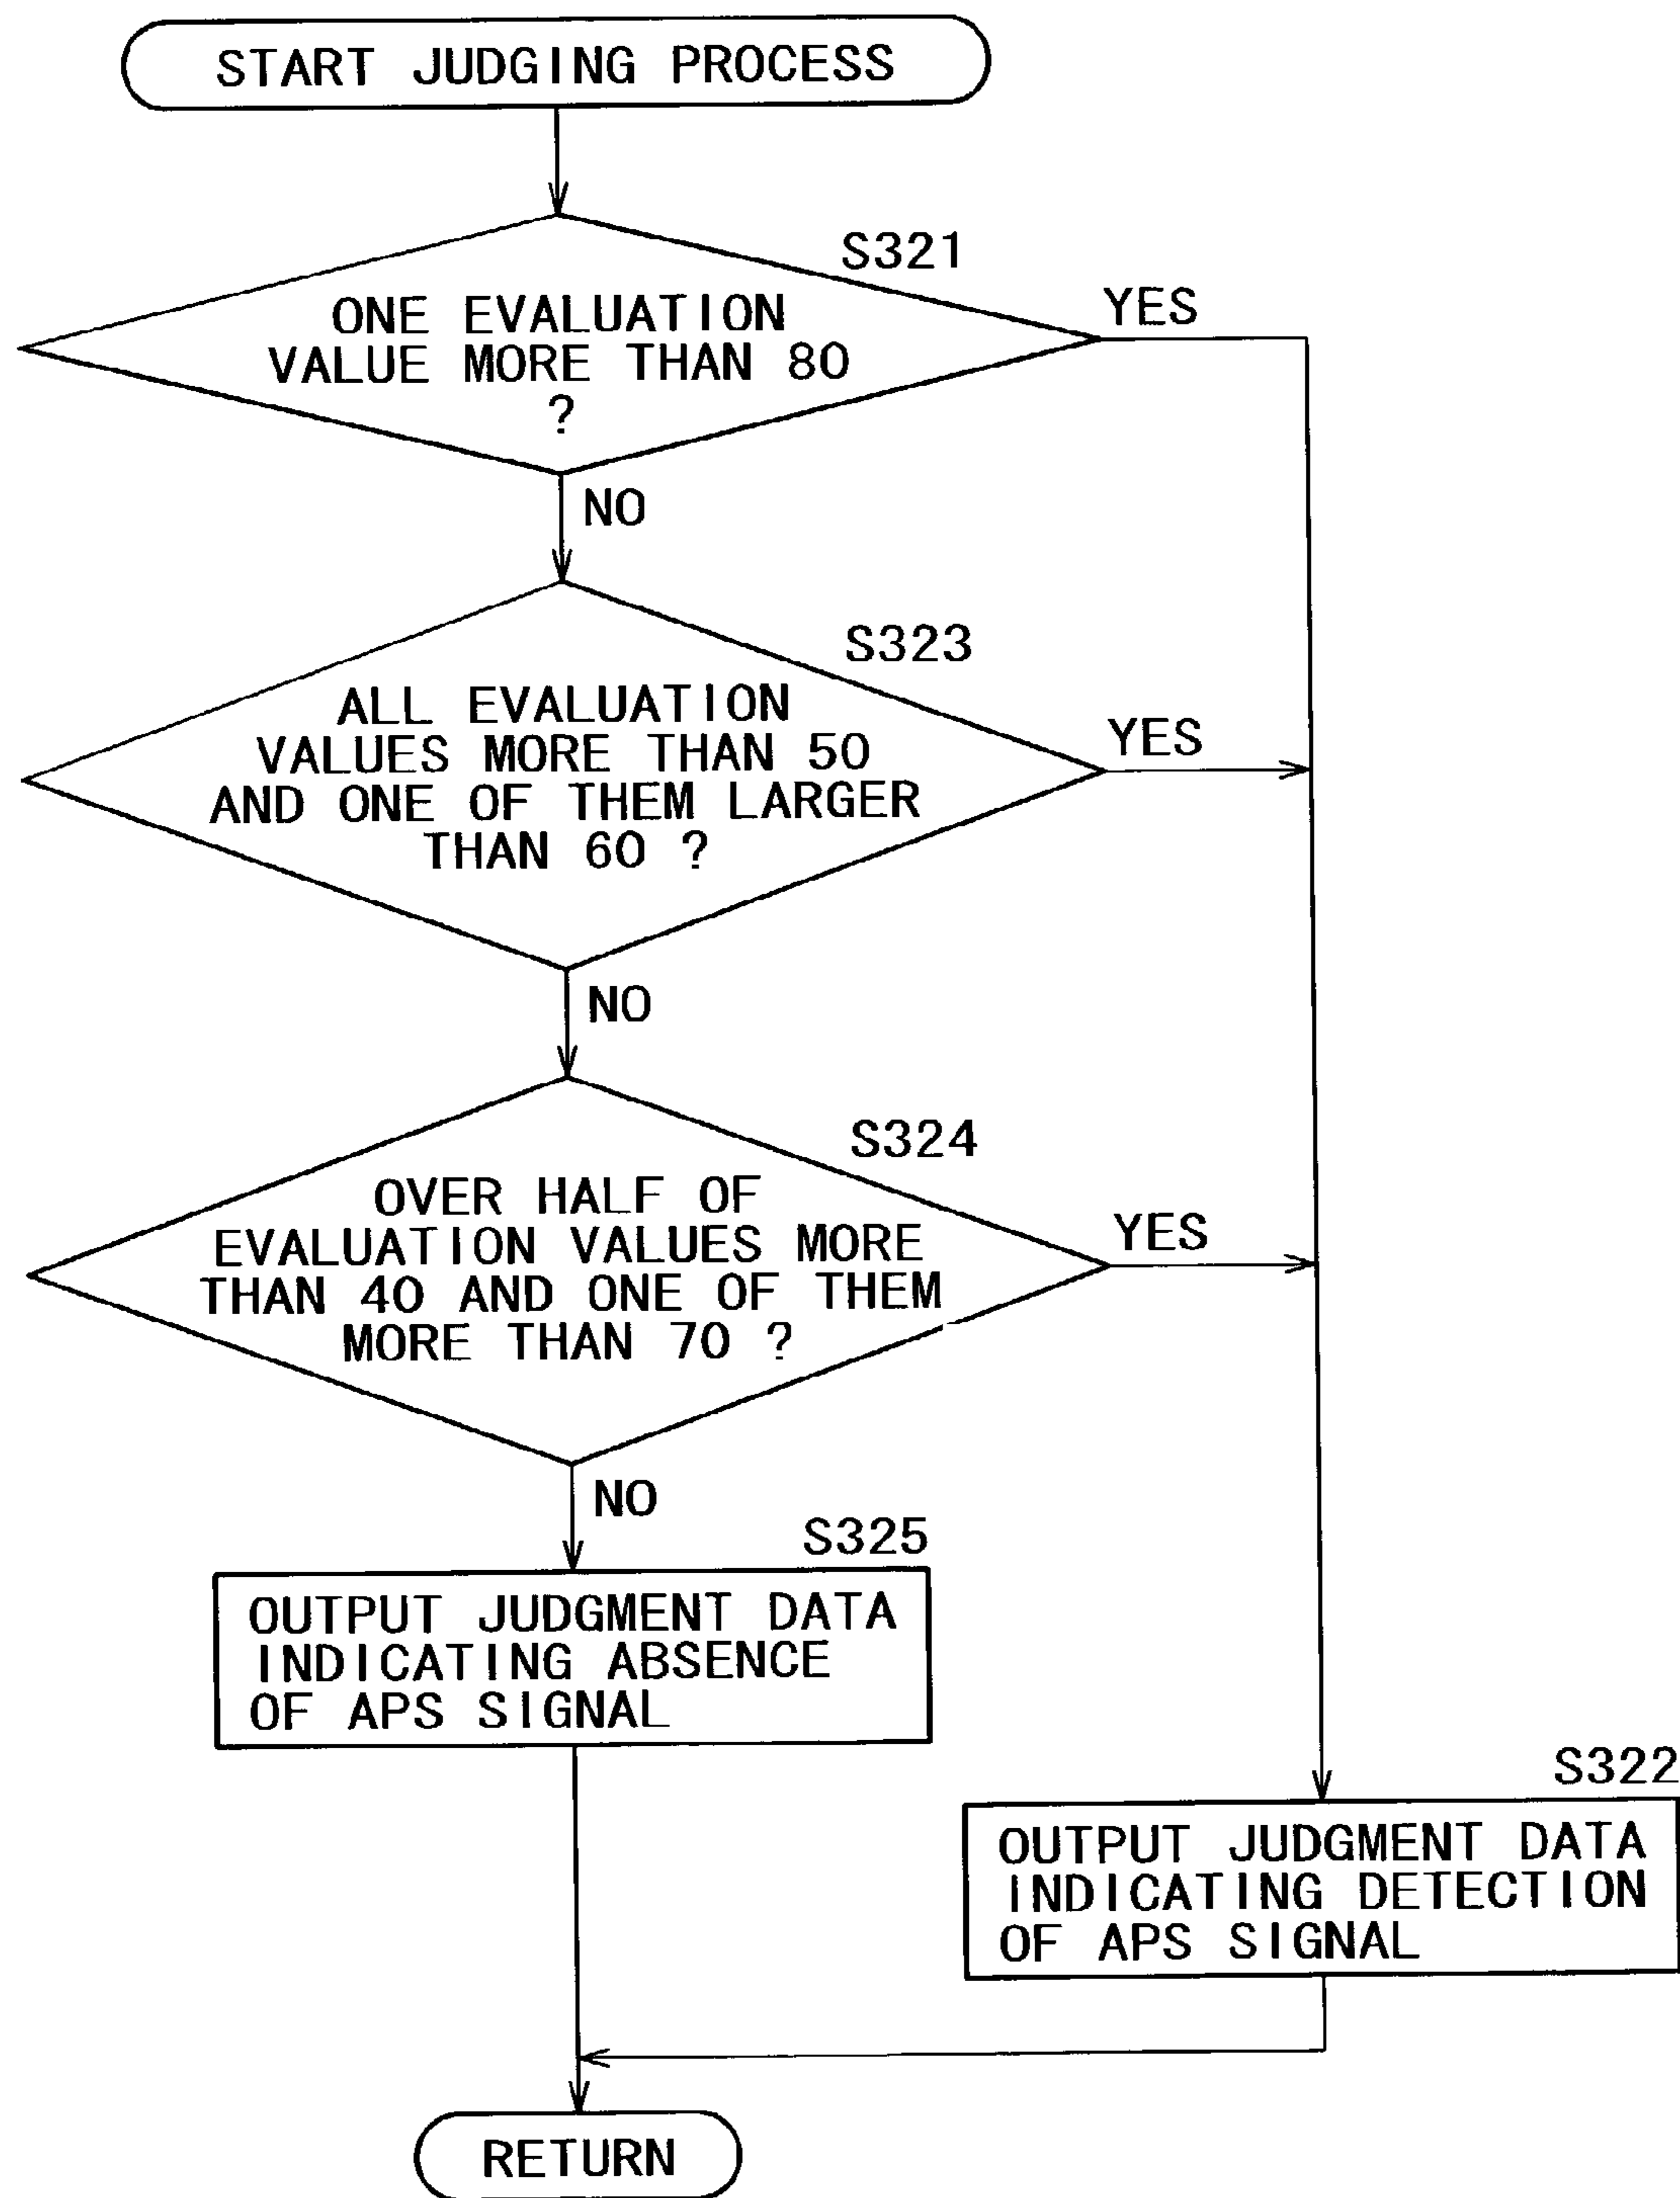 START JUDGING PROCESS
S321
ONE EVALUATION
VALUE MORE THAN 80
?
YES
NO
S323
ALL EVALUATION
VALUES MORE THAN 50
AND ONE OF THEM LARGER
THAN 60 ?
YES
NO
S324
OVER HALF OF
EVALUATION VALUES MORE
THAN 40 AND ONE OF THEM
MORE THAN 70 ?
YES
NO
S325
OUTPUT JUDGMENT DATA
INDICATING ABSENCE
OF APS SIGNAL
S322
OUTPUT JUDGMENT DATA
INDICATING DETECTION
OF APS SIGNAL
RETURN